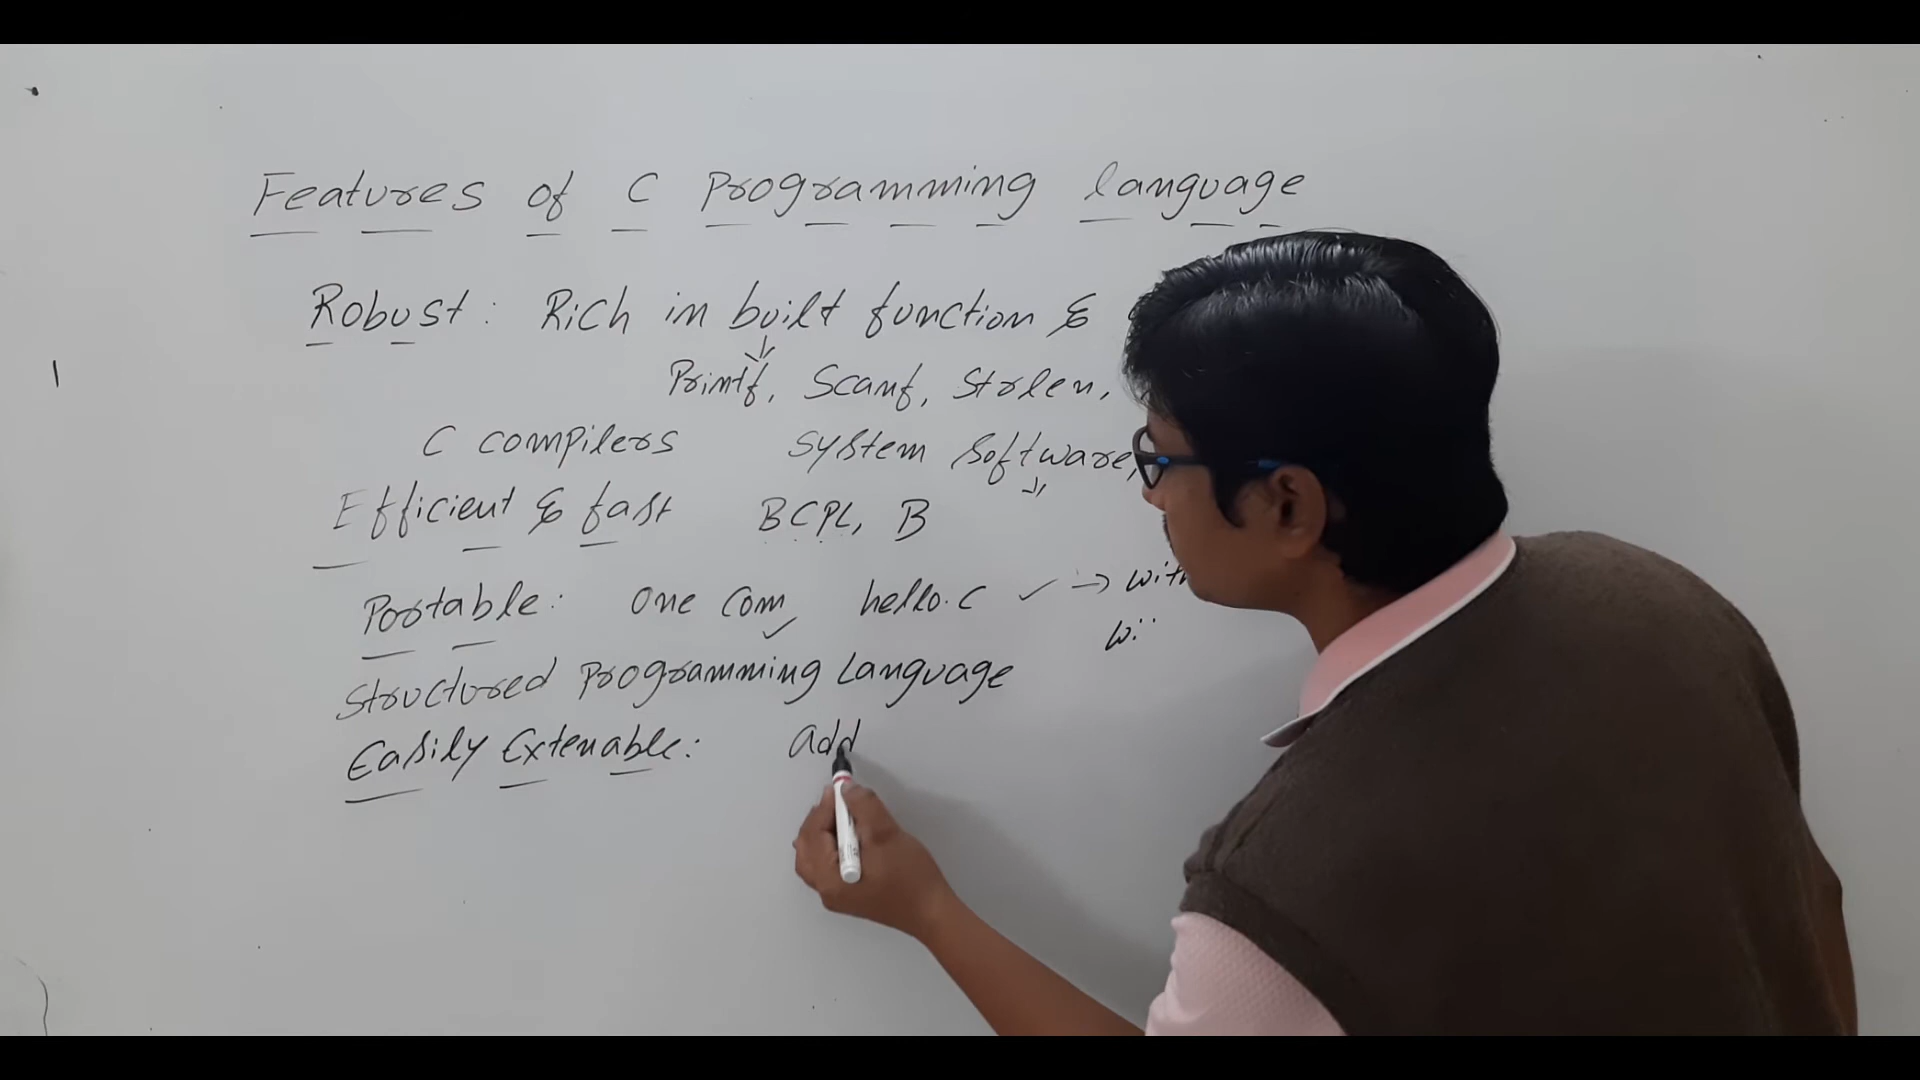 Features of C Programming language
Robust: Rich in built function &
Printf, Scanf, Strlen,
C compilers system software,
Efficient & fast BCPL, B
Portable: one com hello.c ✓ → with
✓
Structured Programming Language
Easily Extenable: add